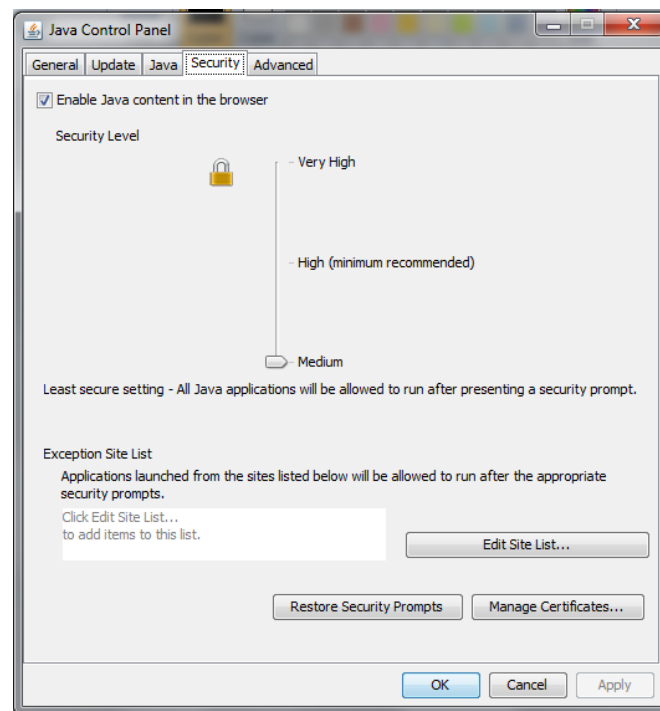 Java Control Panel
General Update Java Security Advanced
Enable Java content in the browser
Security Level
Very High
High (minimum recommended)
Medium
Least secure setting - All Java applications will be allowed to run after presenting a security prompt.
Exception Site List
Applications launched from the sites listed below will be allowed to run after the appropriate
security prompts.
Click Edit Site List...
to add items to this list.
Edit Site List...
Restore Security Prompts Manage Certificates...
OK Cancel Apply